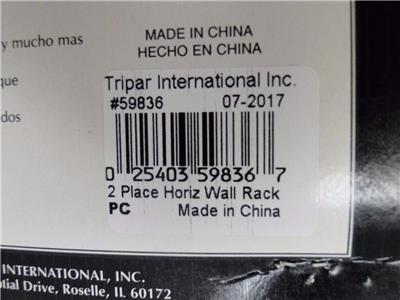 MADE IN CHINA
HECHO EN CHINA
y mucho mas
que
dos
Tripar International Inc.
#59836 07-2017
0 25403 59836 7
2 Place Horiz Wall Rack
PC Made in China
INTERNATIONAL, INC.
tial Drive, Roselle, IL 60172